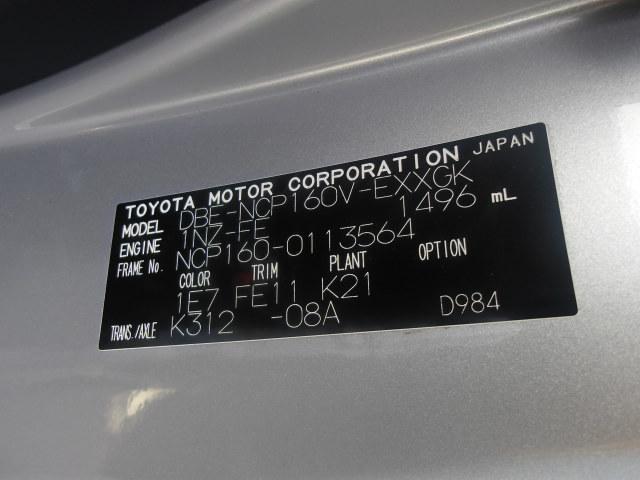 TOYOTA MOTOR CORPORATION JAPAN
MODEL DBE-NCP160V-EXXGK
ENGINE 1NZ-FE 1496 mL
FRAME No. NCP160-0113564
COLOR TRIM PLANT OPTION
1E7 FE11 K21
TRANS./AXLE K312 -08A D984